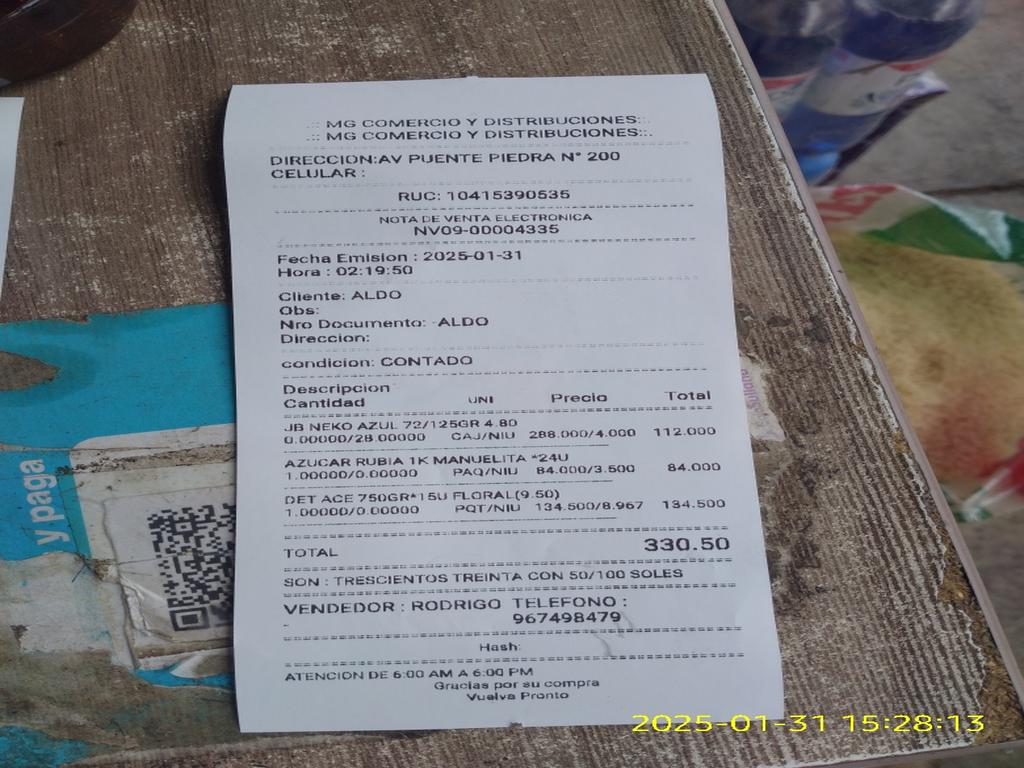 .:: MG COMERCIO Y DISTRIBUCIONES::.
.:: MG COMERCIO Y DISTRIBUCIONES::.
DIRECCION:AV PUENTE PIEDRA N° 200
CELULAR :
RUC: 10415390535
NOTA DE VENTA ELECTRONICA
NV09-00004335
Fecha Emision : 2025-01-31
Hora : 02:19:50
Cliente: ALDO
Obs:
Nro Documento: -ALDO
Direccion:
condicion: CONTADO
Descripcion
Cantidad UNI Precio Total
JB NEKO AZUL 72/125GR 4.80
0.00000/28.00000 CAJ/NIU 288.000/4.000 112.000
AZUCAR RUBIA 1K MANUELITA *24U
1.00000/0.00000 PAQ/NIU 84.000/3.500 84.000
DET ACE 750GR*15U FLORAL(9.50)
1.00000/0.00000 PQT/NIU 134.500/8.967 134.500
TOTAL 330.50
SON : TRESCIENTOS TREINTA CON 50/100 SOLES
VENDEDOR : RODRIGO TELEFONO :
967498479
-
Hash:
ATENCION DE 6:00 AM A 6:00 PM
Gracias por su compra
Vuelva Pronto
y paga
2025-01-31 15:28:13